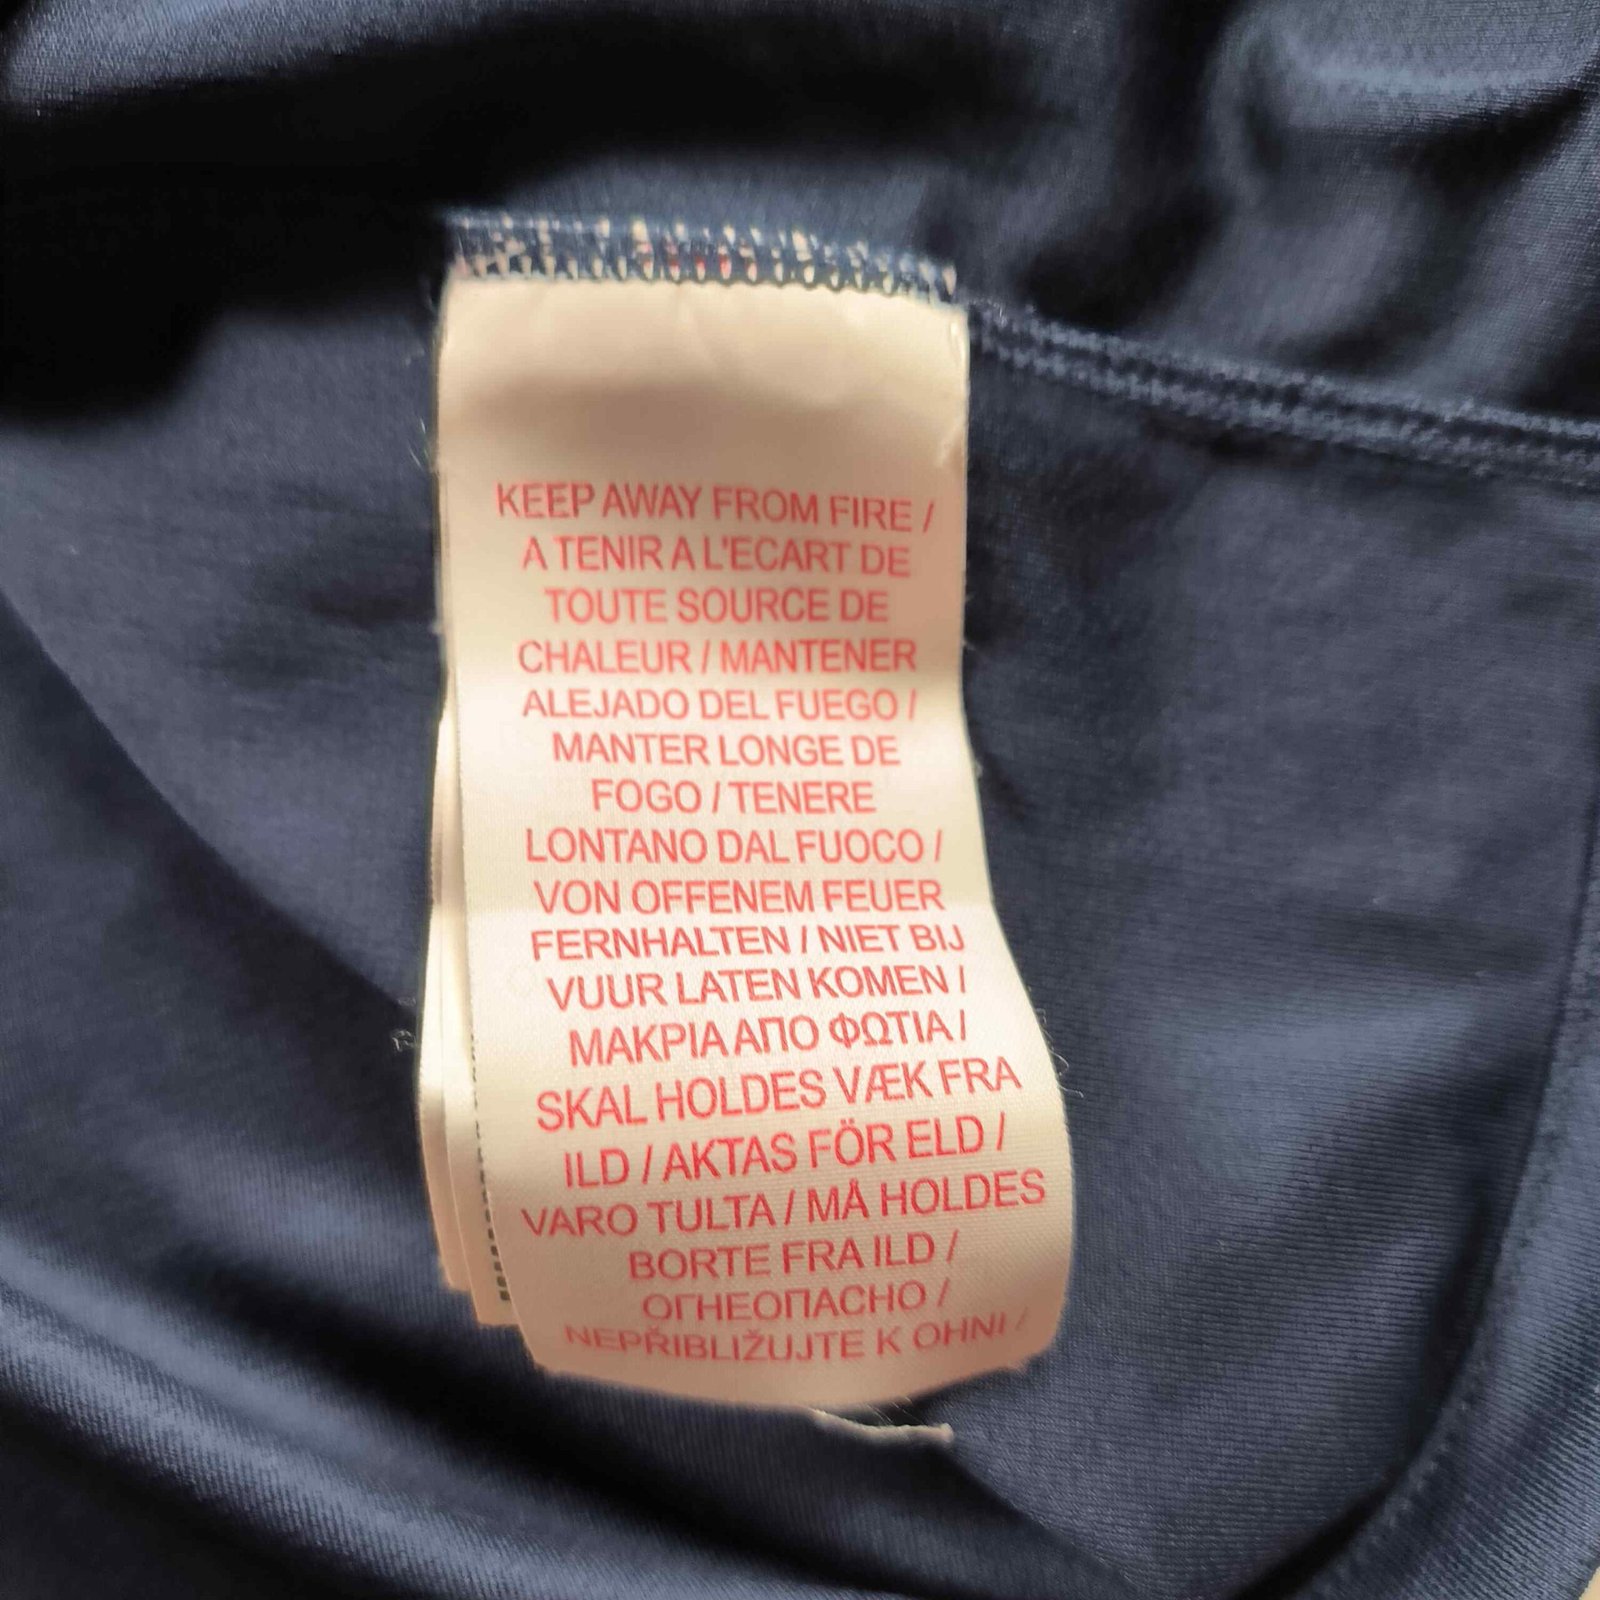 KEEP AWAY FROM FIRE /
A TENIR A L'ECART DE
TOUTE SOURCE DE
CHALEUR / MANTENER
ALEJADO DEL FUEGO /
MANTER LONGE DE
FOGO / TENERE
LONTANO DAL FUOCO /
VON OFFENEM FEUER
FERNHALTEN / NIET BIJ
VUUR LATEN KOMEN /
ΜΑΚΡΙΑ ΑΠΟ ΦΩΤΙΑ /
SKAL HOLDES VÆK FRA
ILD / AKTAS FÖR ELD /
VARO TULTA / MÅ HOLDES
BORTE FRA ILD /
ОГНЕОПАСНО /
NEPŘIBLIŽUJTE K OHNI /